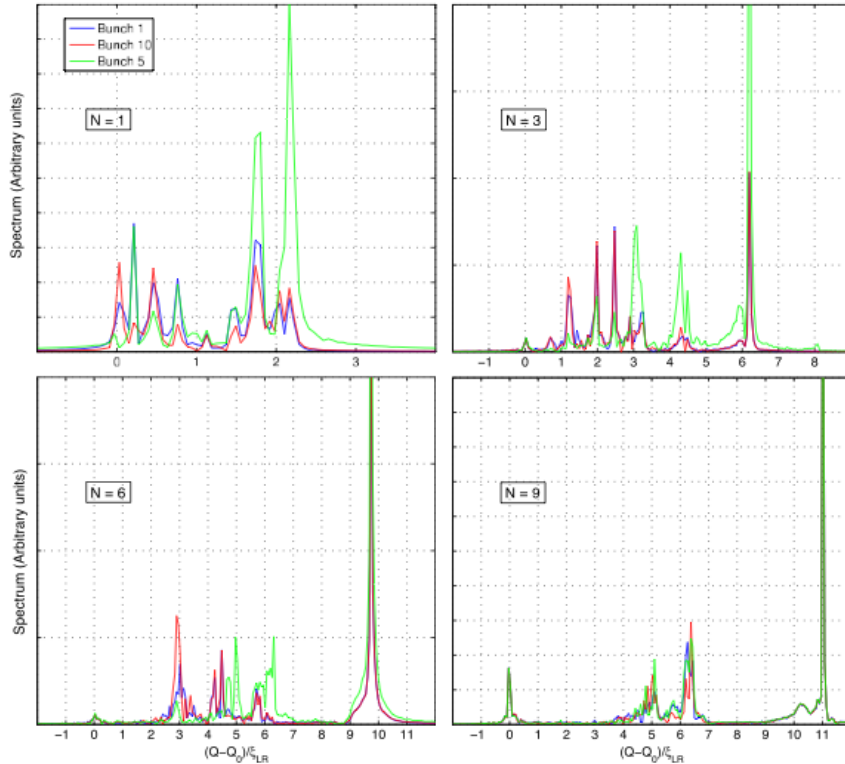 Bunch 1
Bunch 10
Bunch 5
N = 1
Spectrum (Arbitrary units)
0 1 2 3
N = 3
−1 0 1 2 3 4 5 6 7 8
N = 6
Spectrum (Arbitrary units)
−1 0 1 2 3 4 5 6 7 8 9 10 11
(Q−Q0)/ξLR
N = 9
−1 0 1 2 3 4 5 6 7 8 9 10 11
(Q−Q0)/ξLR